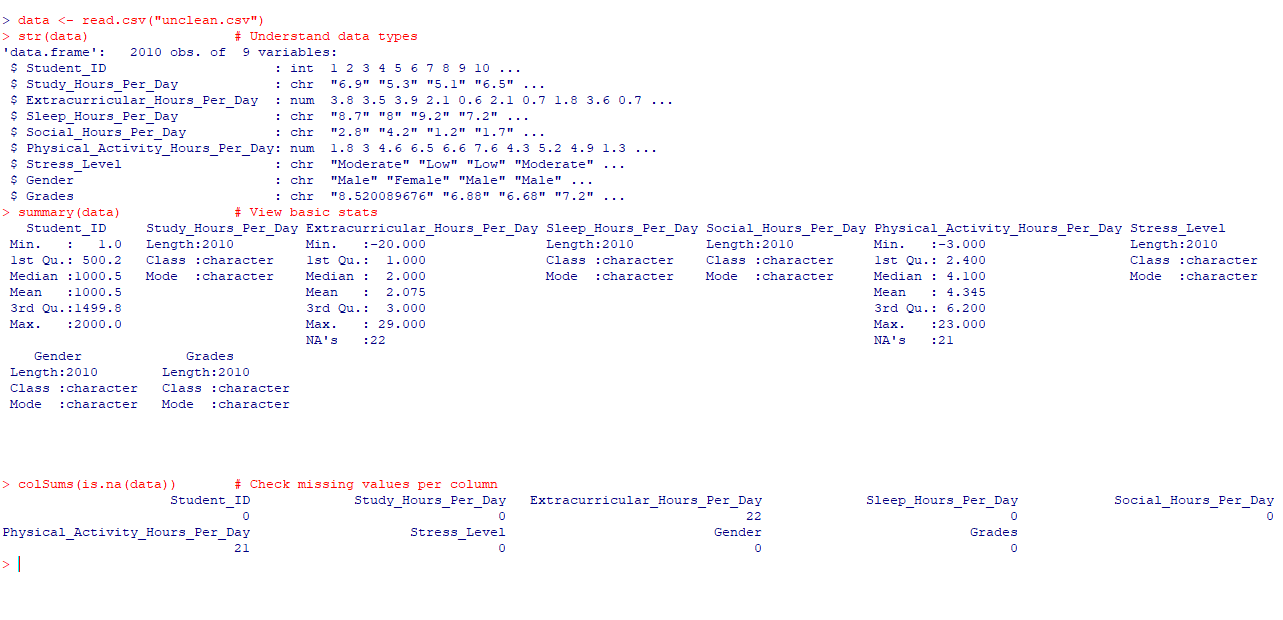 > data <- read.csv("unclean.csv")
> str(data)                  # Understand data types
'data.frame':   2010 obs. of  9 variables:
 $ Student_ID                     : int  1 2 3 4 5 6 7 8 9 10 ...
 $ Study_Hours_Per_Day            : chr  "6.9" "5.3" "5.1" "6.5" ...
 $ Extracurricular_Hours_Per_Day  : num  3.8 3.5 3.9 2.1 0.6 2.1 0.7 1.8 3.6 0.7 ...
 $ Sleep_Hours_Per_Day            : chr  "8.7" "8" "9.2" "7.2" ...
 $ Social_Hours_Per_Day           : chr  "2.8" "4.2" "1.2" "1.7" ...
 $ Physical_Activity_Hours_Per_Day: num  1.8 3 4.6 6.5 6.6 7.6 4.3 5.2 4.9 1.3 ...
 $ Stress_Level                   : chr  "Moderate" "Low" "Low" "Moderate" ...
 $ Gender                         : chr  "Male" "Female" "Male" "Male" ...
 $ Grades                         : chr  "8.520089676" "6.88" "6.68" "7.2" ...
> summary(data)              # View basic stats
   Student_ID     Study_Hours_Per_Day Extracurricular_Hours_Per_Day Sleep_Hours_Per_Day Social_Hours_Per_Day Physical_Activity_Hours_Per_Day Stress_Level
 Min.   :   1.0   Length:2010         Min.   :-20.000               Length:2010         Length:2010          Min.   :-3.000                  Length:2010
 1st Qu.: 500.2   Class :character    1st Qu.:  1.000               Class :character    Class :character     1st Qu.: 2.400                  Class :character
 Median :1000.5   Mode  :character    Median :  2.000               Mode  :character    Mode  :character     Median : 4.100                  Mode  :character
 Mean   :1000.5                       Mean   :  2.075                                                        Mean   : 4.345
 3rd Qu.:1499.8                       3rd Qu.:  3.000                                                        3rd Qu.: 6.200
 Max.   :2000.0                       Max.   : 29.000                                                        Max.   :23.000
                                      NA's   :22                                                             NA's   :21
    Gender             Grades
 Length:2010        Length:2010
 Class :character   Class :character
 Mode  :character   Mode  :character
> colSums(is.na(data))       # Check missing values per column
                     Student_ID             Study_Hours_Per_Day   Extracurricular_Hours_Per_Day             Sleep_Hours_Per_Day            Social_Hours_Per_Day
                              0                               0                              22                               0                               0
Physical_Activity_Hours_Per_Day                    Stress_Level                          Gender                          Grades
                             21                               0                               0                               0
>